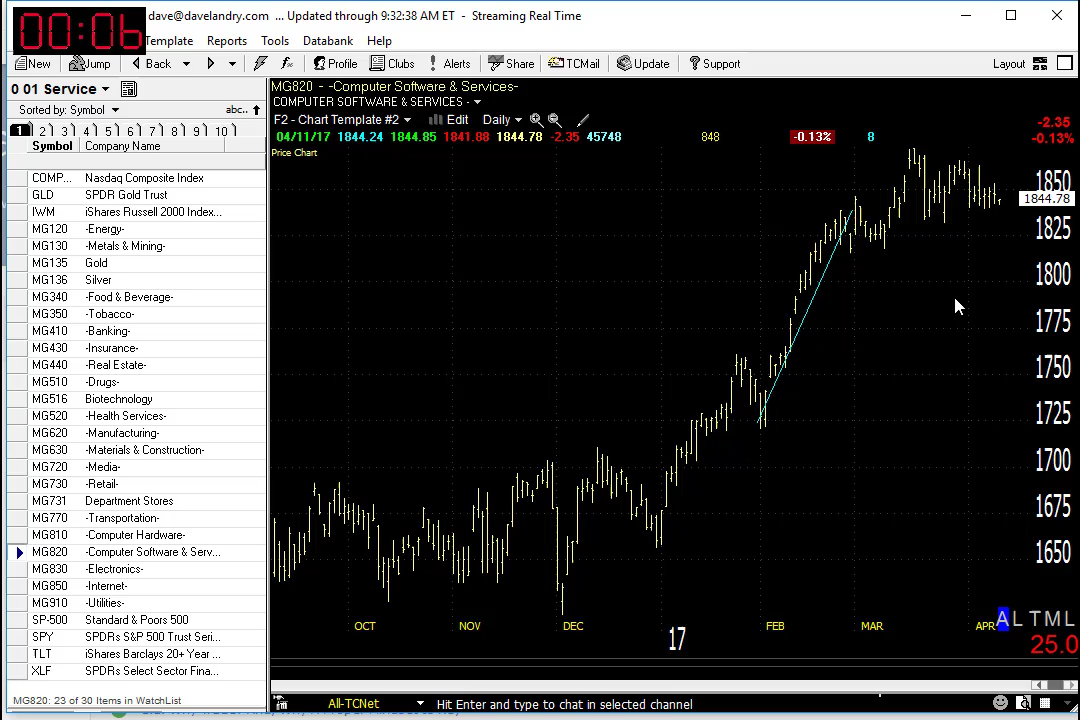 00:06
dave@davelandry.com ... Updated through 9:32:38 AM ET - Streaming Real Time
Template Reports Tools Databank Help
New Jump Back Profile Clubs Alerts Share TCMail Update Support Layout
0 01 Service
Sorted by: Symbol abc..
1 2 3 4 5 6 7 8 9 10
Symbol Company Name
COMP... Nasdaq Composite Index
GLD SPDR Gold Trust
IWM iShares Russell 2000 Index...
MG120 -Energy-
MG130 -Metals & Mining-
MG135 Gold
MG136 Silver
MG340 -Food & Beverage-
MG350 -Tobacco-
MG410 -Banking-
MG430 -Insurance-
MG440 -Real Estate-
MG510 -Drugs-
MG516 Biotechnology
MG520 -Health Services-
MG620 -Manufacturing-
MG630 -Materials & Construction-
MG720 -Media-
MG730 -Retail-
MG731 Department Stores
MG770 -Transportation-
MG810 -Computer Hardware-
MG820 -Computer Software & Serv...
MG830 -Electronics-
MG850 -Internet-
MG910 -Utilities-
SP-500 Standard & Poors 500
SPY SPDRs S&P 500 Trust Seri...
TLT iShares Barclays 20+ Year ...
XLF SPDRs Select Sector Fina...
MG820: 23 of 30 Items in WatchList
MG820 - -Computer Software & Services-
COMPUTER SOFTWARE & SERVICES -
F2 - Chart Template #2 Edit Daily
04/11/17 1844.24 1844.85 1841.88 1844.78 -2.35 45748 848 -0.13% 8
-2.35
-0.13%
Price Chart
1850
1844.78
1825
1800
1775
1750
1725
1700
1675
1650
OCT NOV DEC 17 FEB MAR APR
A L T M L
25.0
All-TCNet Hit Enter and type to chat in selected channel